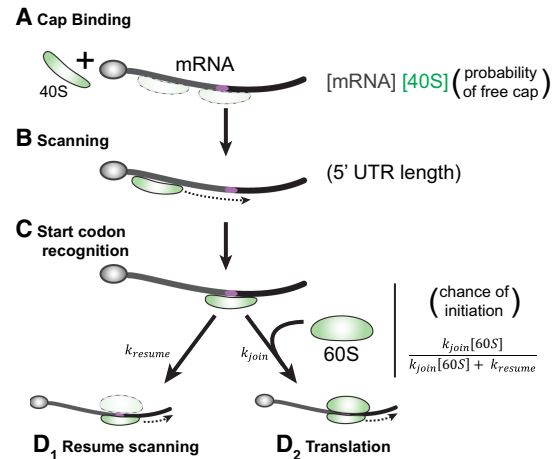 A Cap Binding
+
40S
mRNA
[mRNA] [40S] (probability of free cap)
B Scanning
(5' UTR length)
C Start codon
recognition
(chance of
initiation)
k_resume
k_join
60S
k_join[60S]
k_join[60S] + k_resume
D1 Resume scanning
D2 Translation